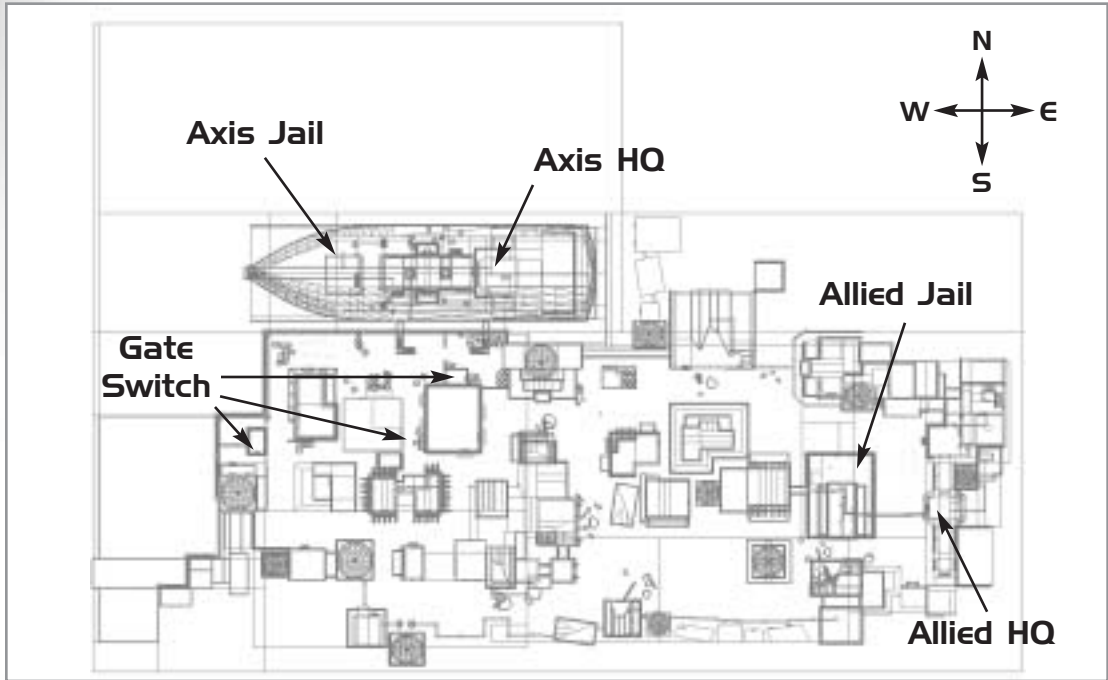 N
W E
S
Axis Jail
Axis HQ
Allied Jail
Gate
Switch
Allied HQ